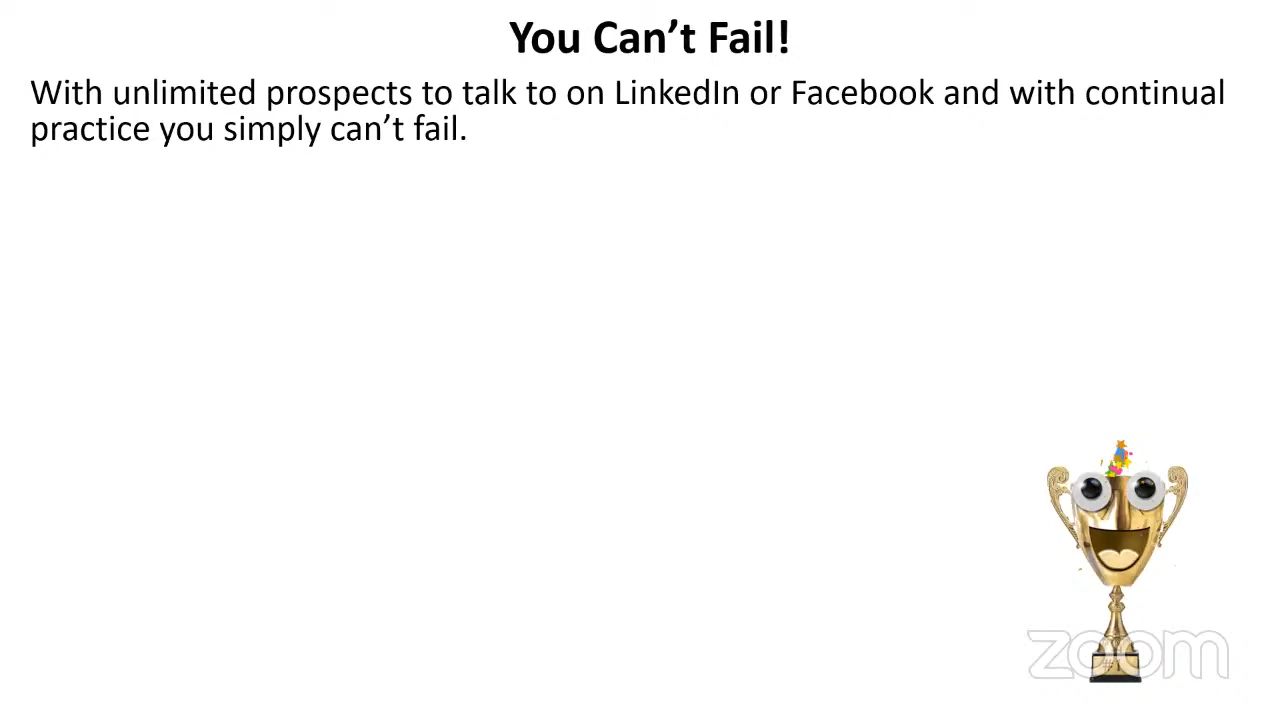 You Can’t Fail!
With unlimited prospects to talk to on LinkedIn or Facebook and with continual
practice you simply can’t fail.
zoom
#1